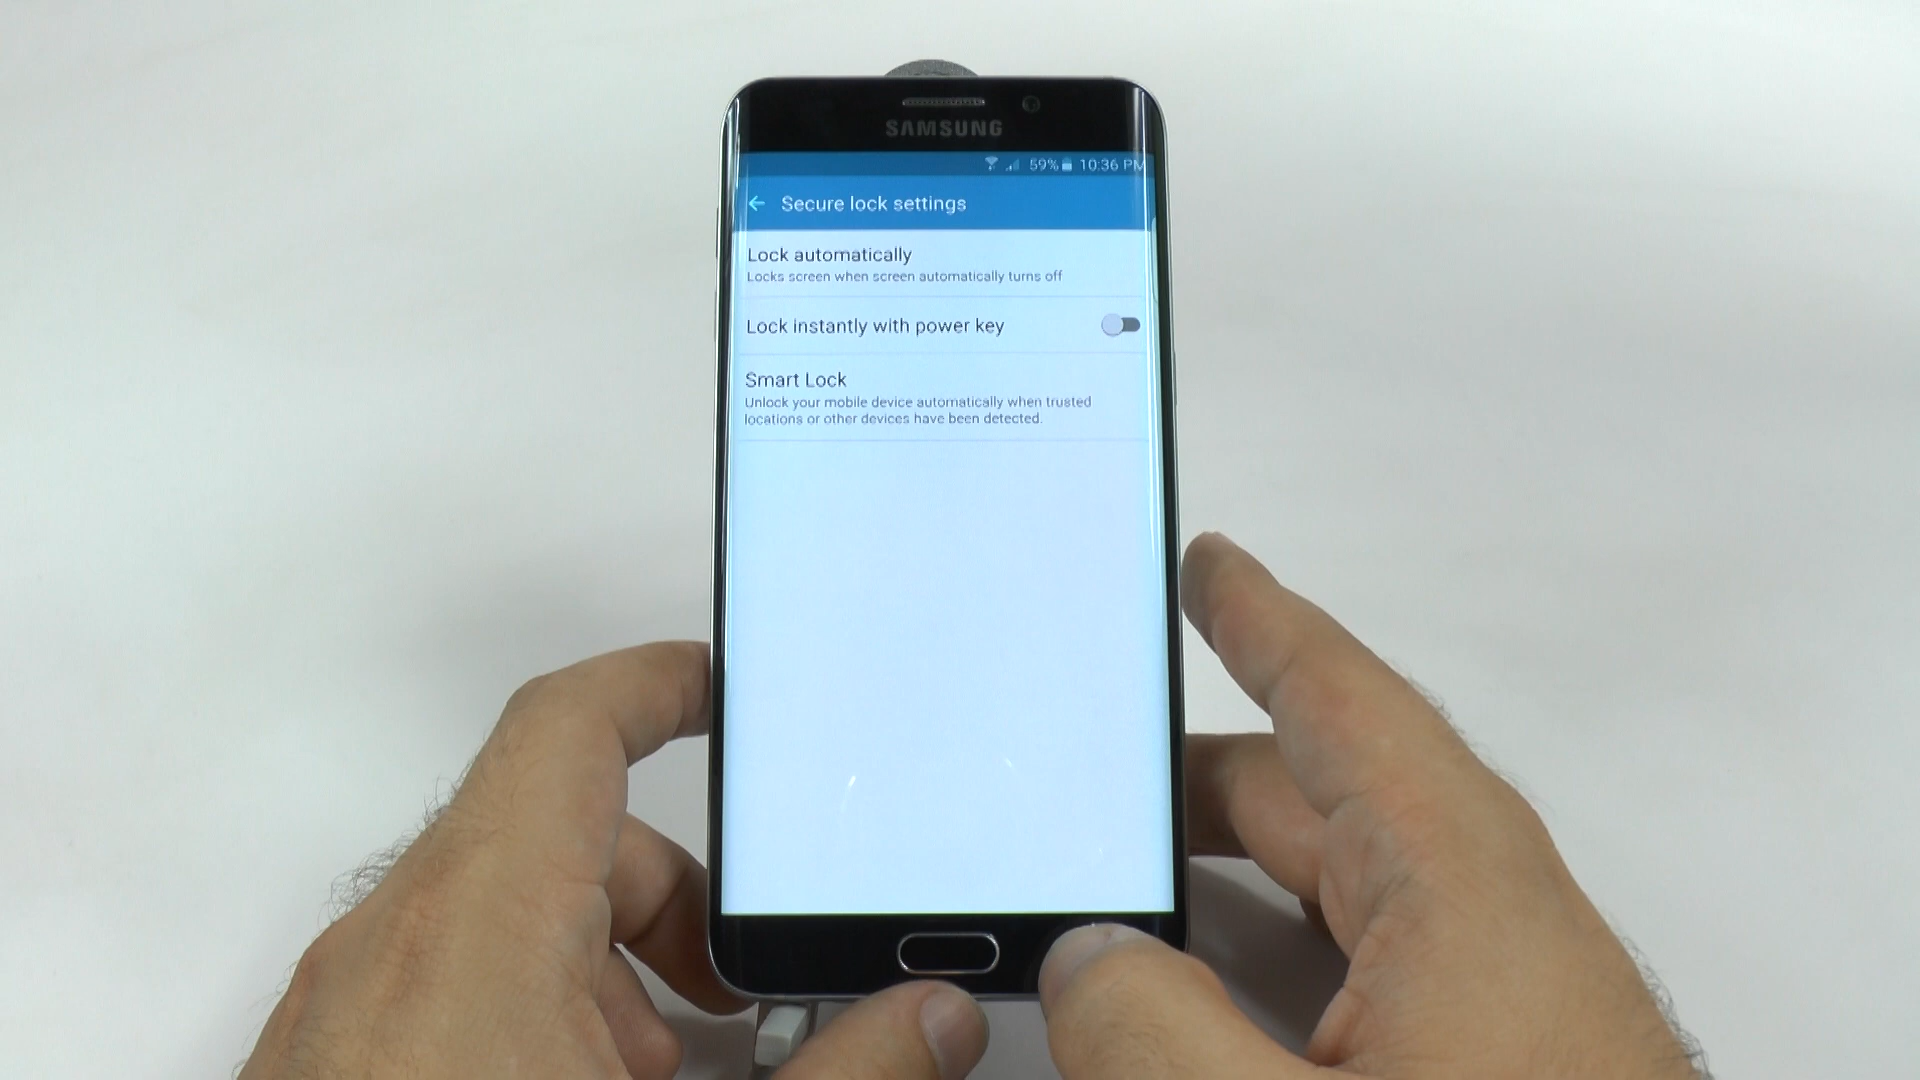 SAMSUNG
59% 10:36 PM
Secure lock settings
Lock automatically
Locks screen when screen automatically turns off
Lock instantly with power key
Smart Lock
Unlock your mobile device automatically when trusted
locations or other devices have been detected.